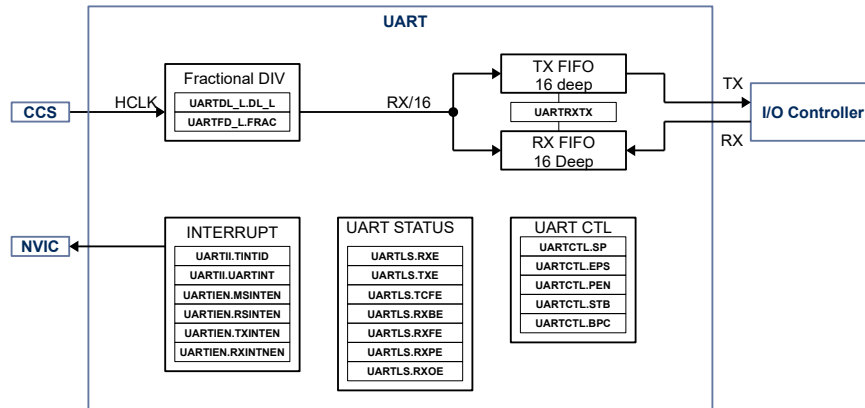 UART
Fractional DIV
UARTDL_L.DL_L
UARTFD_L.FRAC
CCS
HCLK
RX/16
TX FIFO
16 deep
UARTRXTX
RX FIFO
16 Deep
TX
RX
I/O Controller
NVIC
INTERRUPT
UARTII.TINTID
UARTII.UARTINT
UARTIEN.MSINTEN
UARTIEN.RSINTEN
UARTIEN.TXINTEN
UARTIEN.RXINTNEN
UART STATUS
UARTLS.RXE
UARTLS.TXE
UARTLS.TCFE
UARTLS.RXBE
UARTLS.RXFE
UARTLS.RXPE
UARTLS.RXOE
UART CTL
UARTCTL.SP
UARTCTL.EPS
UARTCTL.PEN
UARTCTL.STB
UARTCTL.BPC